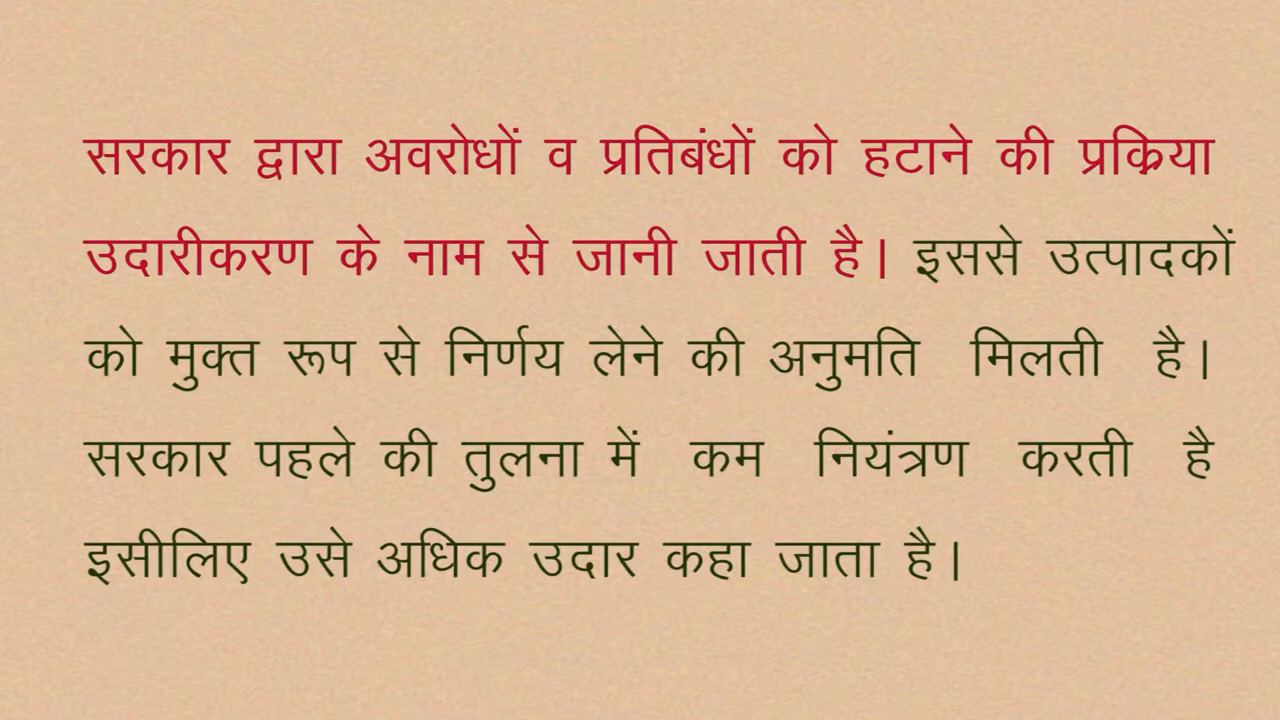 सरकार द्वारा अवरोधों व प्रतिबंधों को हटाने की प्रक्रिया
उदारीकरण के नाम से जानी जाती है। इससे उत्पादकों
को मुक्त रूप से निर्णय लेने की अनुमति मिलती है।
सरकार पहले की तुलना में कम नियंत्रण करती है
इसीलिए उसे अधिक उदार कहा जाता है।